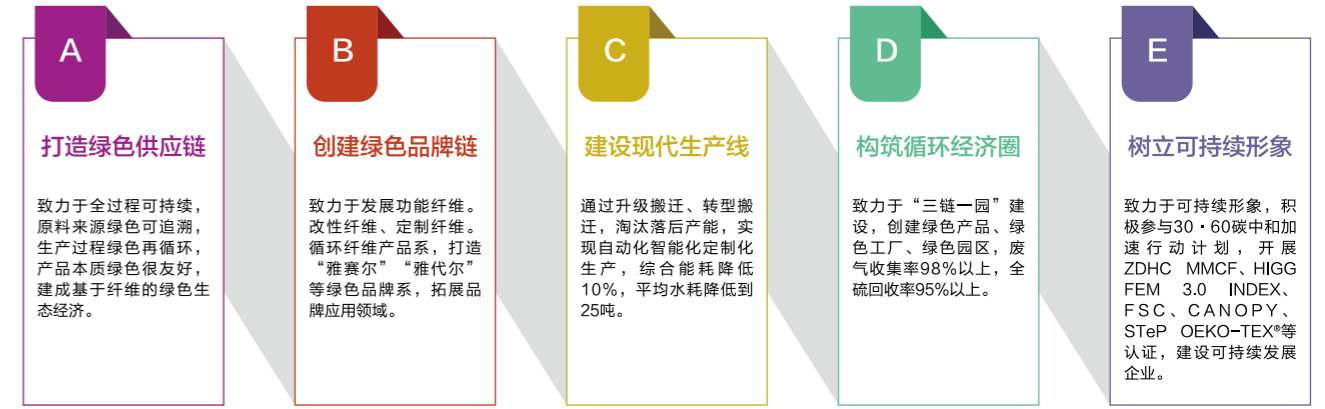 A
打造绿色供应链
致力于全过程可持续，
原料来源绿色可追溯，
生产过程绿色再循环，
产品本质绿色很友好，
建成基于纤维的绿色生
态经济。
B
创建绿色品牌链
致力于发展功能纤维。
改性纤维、定制纤维。
循环纤维产品系，打造
“雅赛尔”“雅代尔”
等绿色品牌系，拓展品
牌应用领域。
C
建设现代生产线
通过升级搬迁、转型搬
迁，淘汰落后产能，实
现自动化智能化定制化
生产，综合能耗降低
10%，平均水耗降低到
25吨。
D
构筑循环经济圈
致力于“三链一园”建
设，创建绿色产品、绿
色工厂、绿色园区，废
气收集率98%以上，全
硫回收率95%以上。
E
树立可持续形象
致力于可持续形象，积
极参与30·60碳中和加
速行动计划，开展
ZDHC MMCF、HIGG
FEM 3.0 INDEX、
FSC、CANOPY、
STeP OEKO-TEX®等
认证，建设可持续发展
企业。